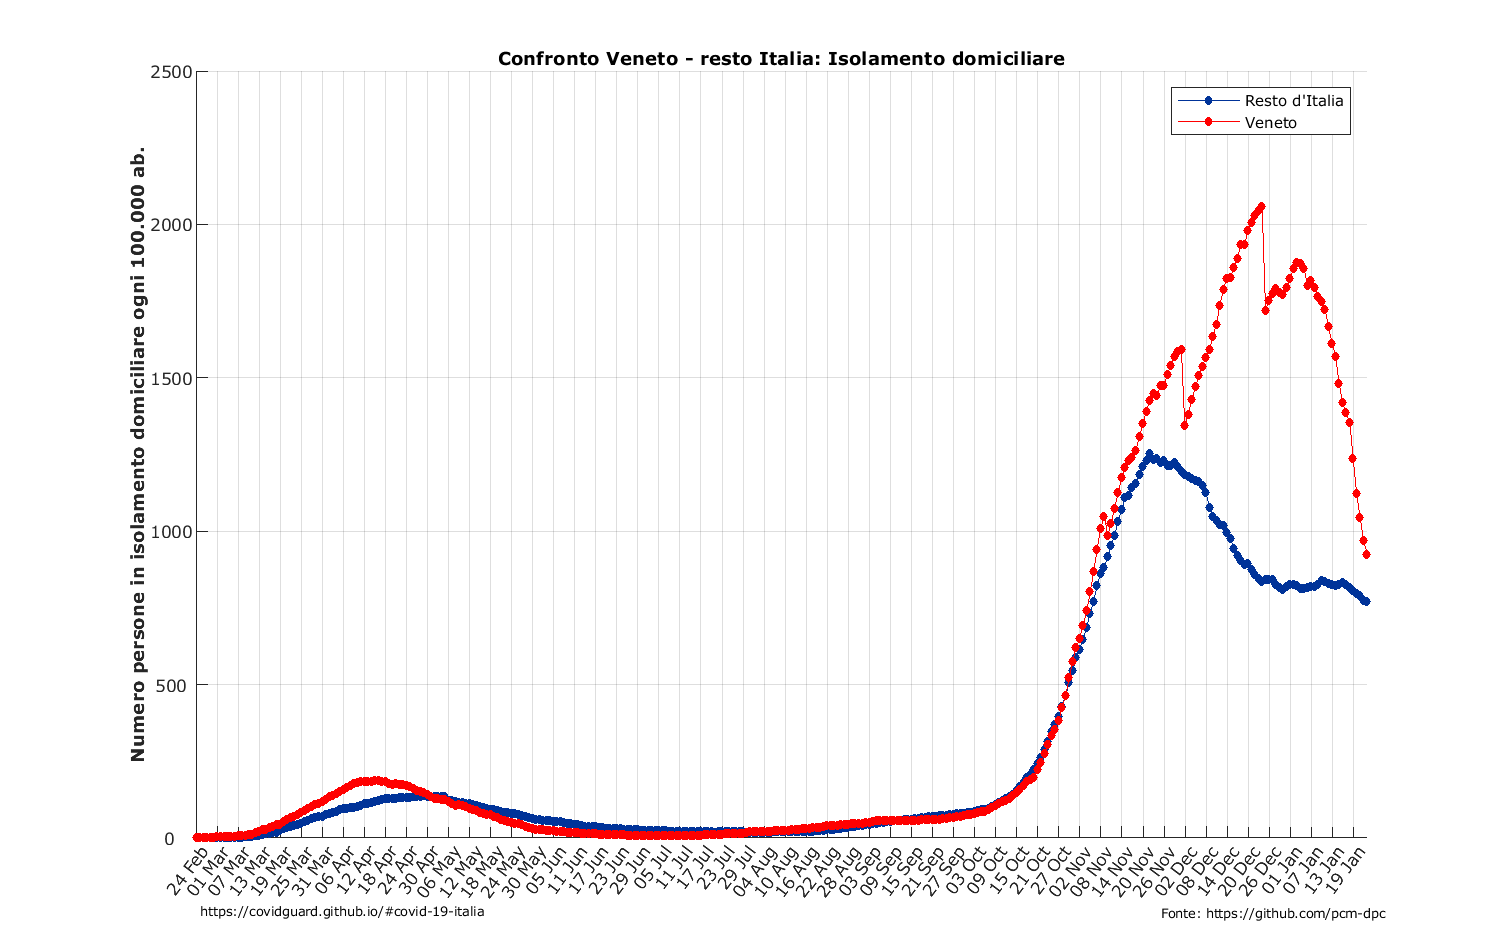 Confronto Veneto - resto Italia: Isolamento domiciliare
Numero persone in isolamento domiciliare ogni 100.000 ab.
2500
2000
1500
1000
500
0
Resto d'Italia
Veneto
24 Feb
01 Mar
07 Mar
13 Mar
19 Mar
25 Mar
31 Mar
06 Apr
12 Apr
18 Apr
24 Apr
30 Apr
06 May
12 May
18 May
24 May
30 May
05 Jun
11 Jun
17 Jun
23 Jun
29 Jun
05 Jul
11 Jul
17 Jul
23 Jul
29 Jul
04 Aug
10 Aug
16 Aug
22 Aug
28 Aug
03 Sep
09 Sep
15 Sep
21 Sep
27 Sep
03 Oct
09 Oct
15 Oct
21 Oct
27 Oct
02 Nov
08 Nov
14 Nov
20 Nov
26 Nov
02 Dec
08 Dec
14 Dec
20 Dec
26 Dec
01 Jan
07 Jan
13 Jan
19 Jan
https://covidguard.github.io/#covid-19-italia
Fonte: https://github.com/pcm-dpc